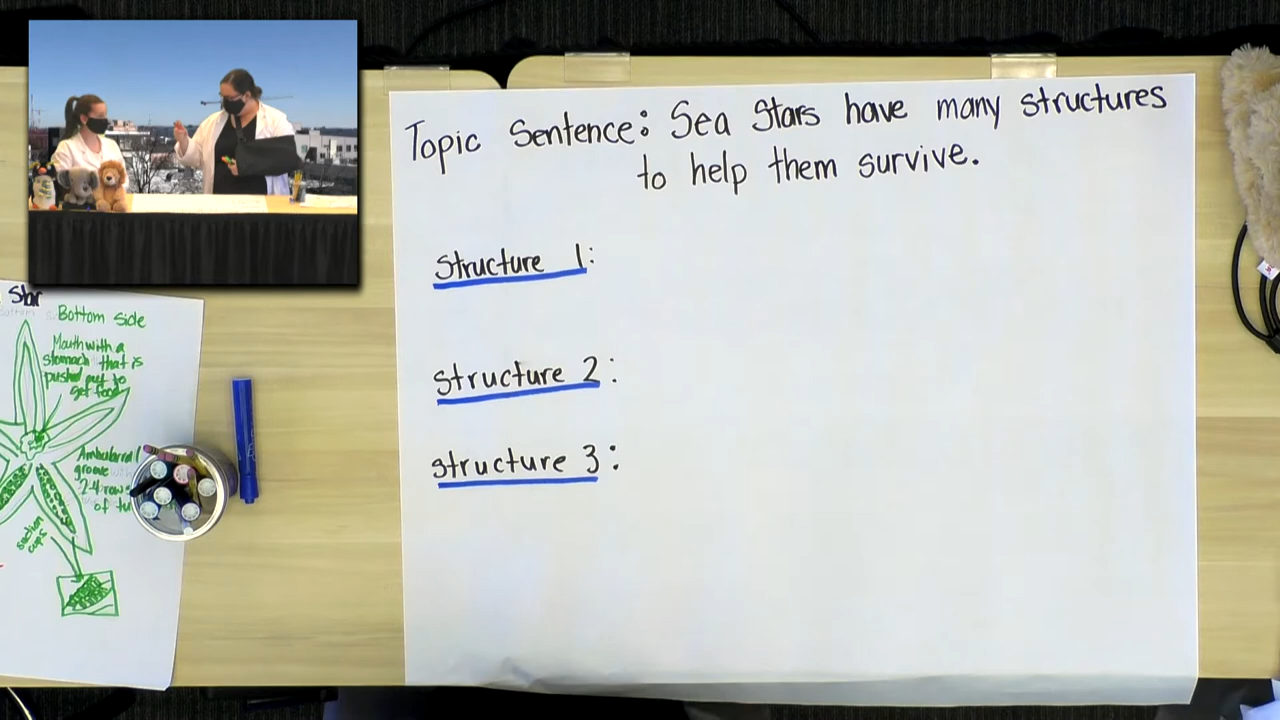 Topic Sentence: Sea Stars have many structures
to help them survive.
Structure 1:
Structure 2:
Structure 3:
Star
Bottom side
Mouth with a
stomach that is
pushed out to
get food
Ambulacral
groove with
2-4 rows
of tu
suction
cups